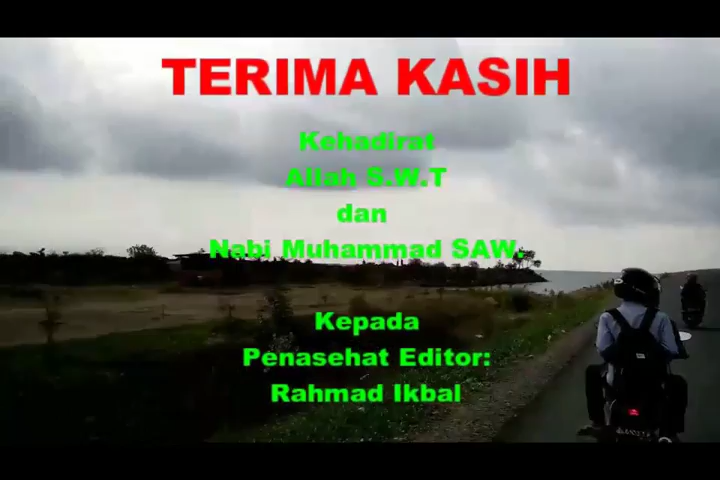 TERIMA KASIH
Kehadirat
Allah S.W.T
dan
Nabi Muhammad SAW.
Kepada
Penasehat Editor:
Rahmad Ikbal